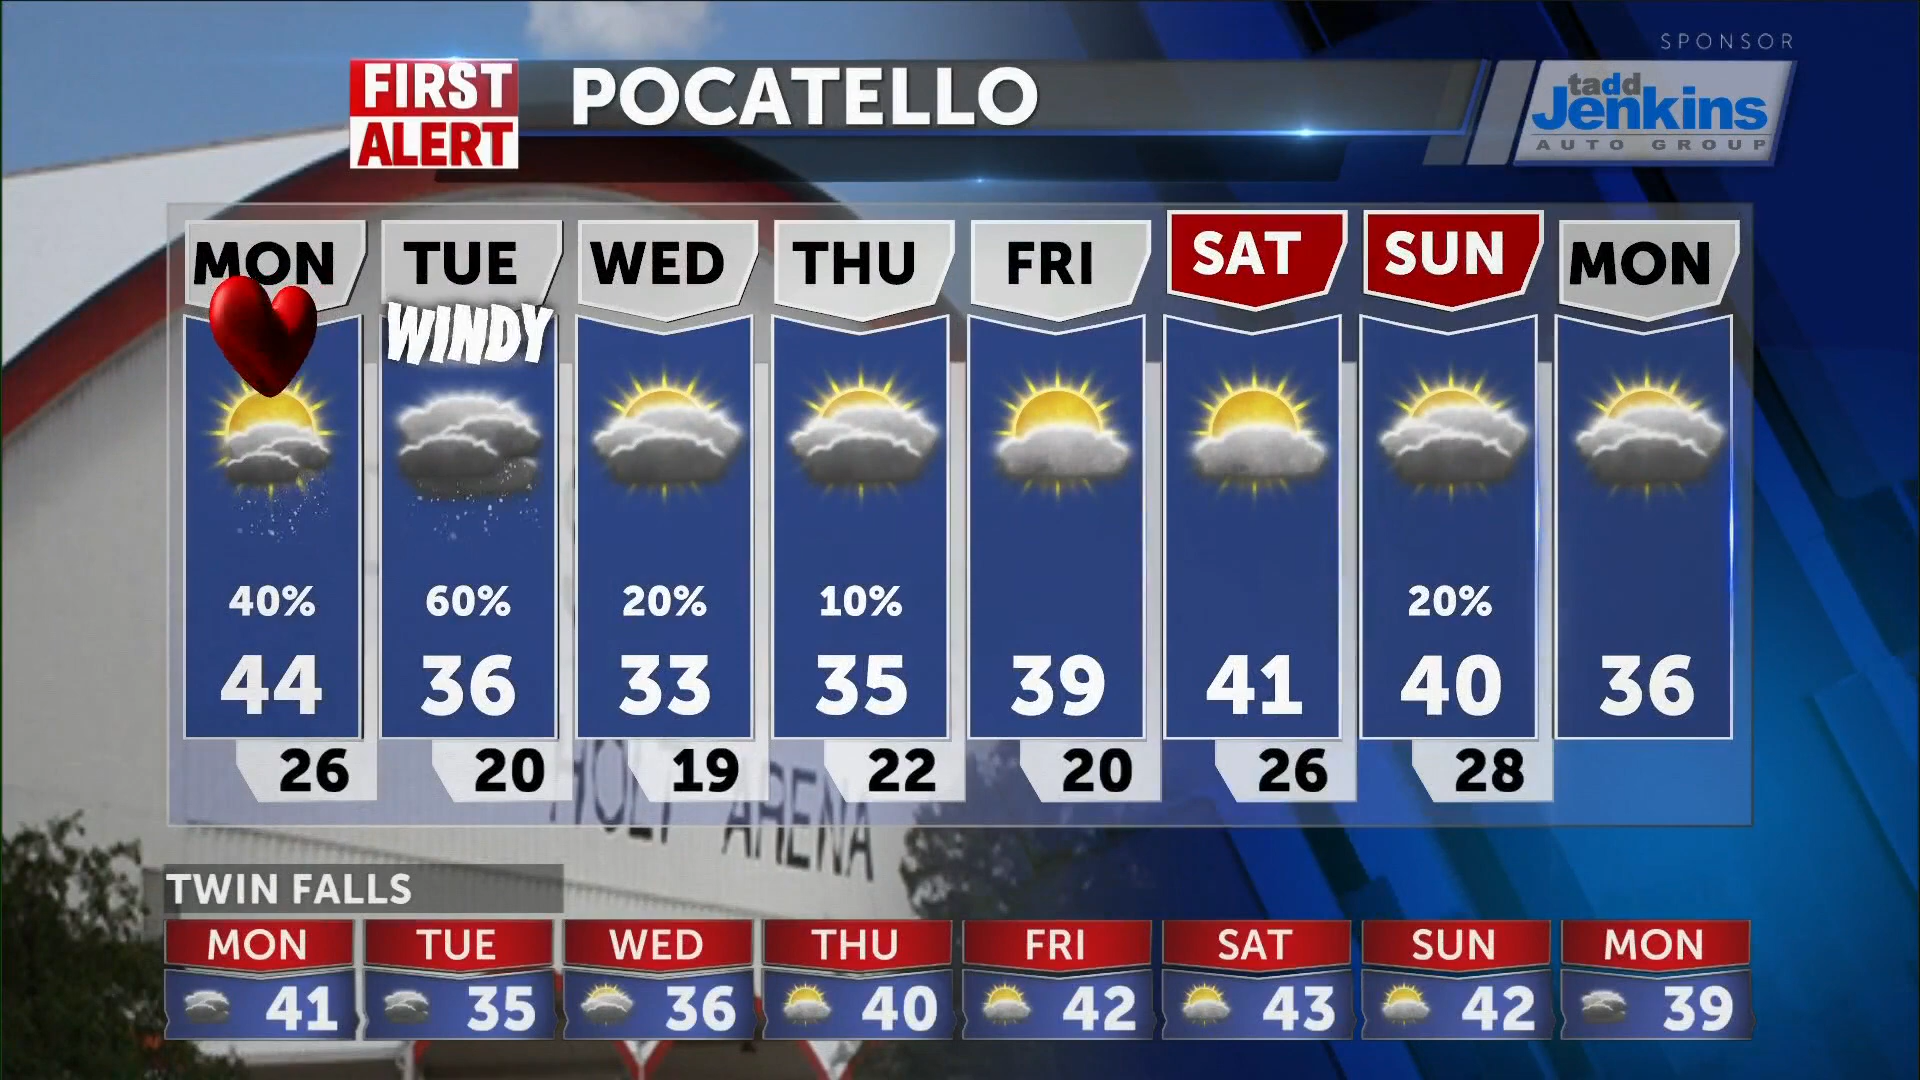 SPONSOR
FIRST
ALERT
POCATELLO
tadd
Jenkins
AUTO GROUP
MON TUE WED THU FRI SAT SUN MON
WINDY
40% 60% 20% 10% 20%
44 36 33 35 39 41 40 36
26 20 19 22 20 26 28
HOLT ARENA
TWIN FALLS
MON TUE WED THU FRI SAT SUN MON
41 35 36 40 42 43 42 39